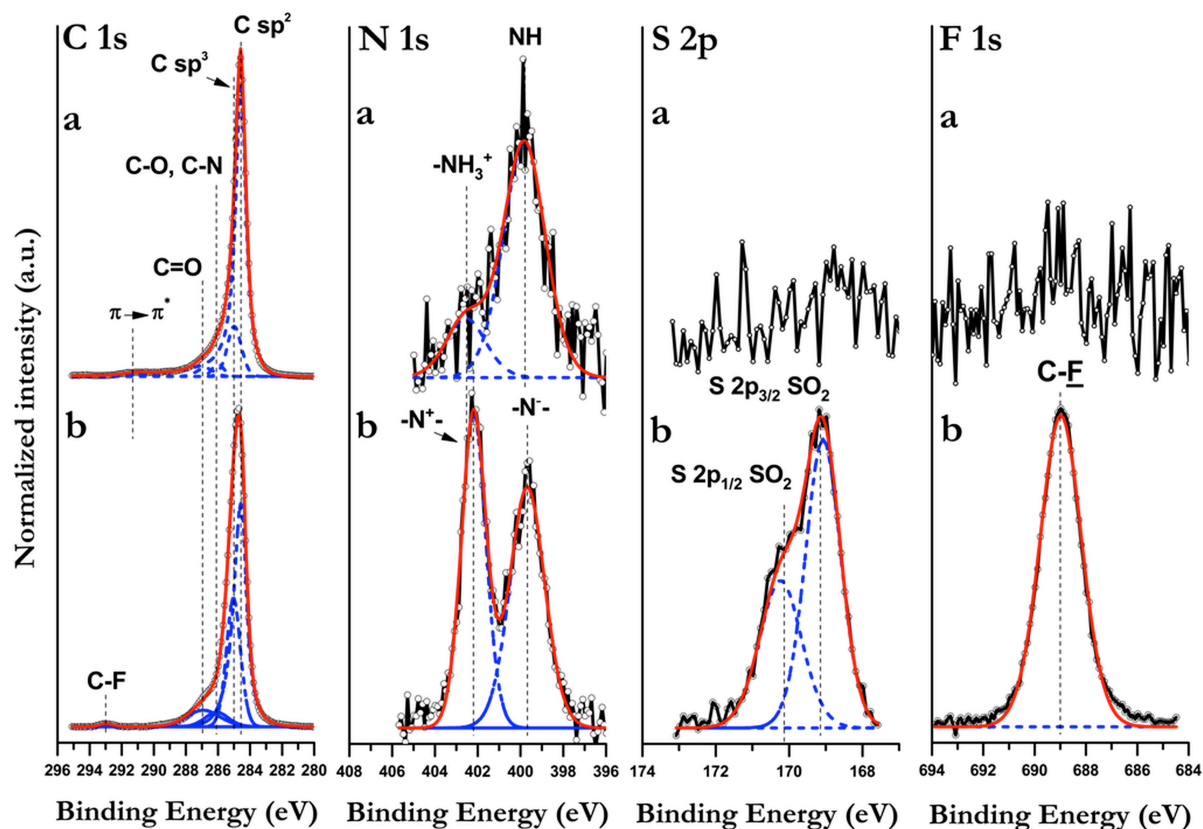 Normalized intensity (a.u.)
C 1s
C sp2
C sp3
a
C-O, C-N
C=O
π→π*
b
C-F
296 294 292 290 288 286 284 282 280
Binding Energy (eV)
N 1s
NH
a
-NH3+
b
-N+-
-N--
408 406 404 402 400 398 396
Binding Energy (eV)
S 2p
a
S 2p3/2 SO2
b
S 2p1/2 SO2
174 172 170 168
Binding Energy (eV)
F 1s
a
C-F
b
694 692 690 688 686 684
Binding Energy (eV)